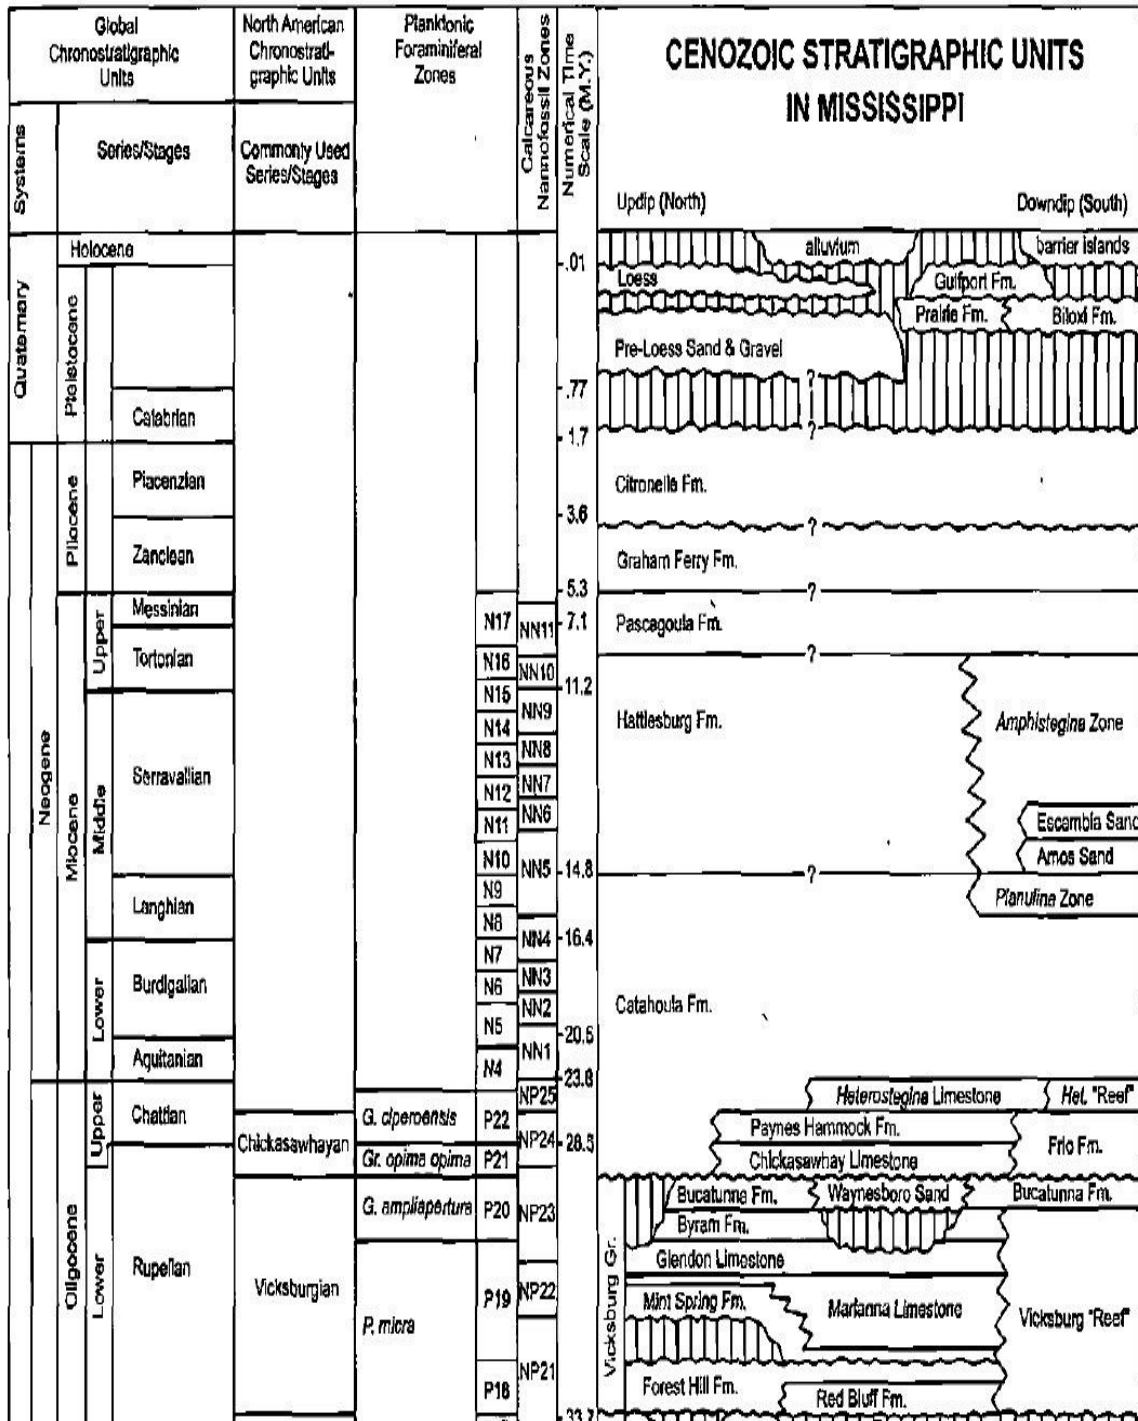 Global
Chronostratigraphic
Units
North American
Chronostrati-
graphic Units
Planktonic
Foraminiferal
Zones
Calcareous
Nannofossil Zones
Numerical Time
Scale (M.Y.)
CENOZOIC STRATIGRAPHIC UNITS
IN MISSISSIPPI
Systems
Series/Stages
Commonly Used
Series/Stages
Updip (North)
Downdip (South)
Quaternary
Holocene
Pleistocene
Calabrian
Neogene
Pliocene
Piacenzian
Zanclean
Miocene
Upper
Messinian
Tortonian
Middle
Serravallian
Langhian
Lower
Burdigalian
Aquitanian
Oligocene
Upper
Chattian
Lower
Rupelian
Chickasawhayan
Vicksburgian
G. ciperoensis
Gr. opima opima
G. ampliapertura
P. micra
N17
N16
N15
N14
N13
N12
N11
N10
N9
N8
N7
N6
N5
N4
P22
P21
P20
P19
P18
NN11
NN10
NN9
NN8
NN7
NN6
NN5
NN4
NN3
NN2
NN1
NP25
NP24
NP23
NP22
NP21
.01
.77
1.7
3.6
5.3
7.1
11.2
14.8
16.4
20.5
23.8
28.5
33.7
alluvium
barrier islands
Loess
Gulfport Fm.
Prairie Fm.
Biloxi Fm.
Pre-Loess Sand & Gravel
?
?
Citronelle Fm.
?
Graham Ferry Fm.
?
Pascagoula Fm.
?
Hattiesburg Fm.
Amphistegina Zone
Escambia Sand
Amos Sand
?
Planulina Zone
Catahoula Fm.
Heterostegina Limestone
Het. "Reef"
Paynes Hammock Fm.
Frio Fm.
Chickasawhay Limestone
Vicksburg Gr.
Bucatunna Fm.
Waynesboro Sand
Bucatunna Fm.
Byram Fm.
Glendon Limestone
Mint Spring Fm.
Marianna Limestone
Vicksburg "Reef"
Forest Hill Fm.
Red Bluff Fm.